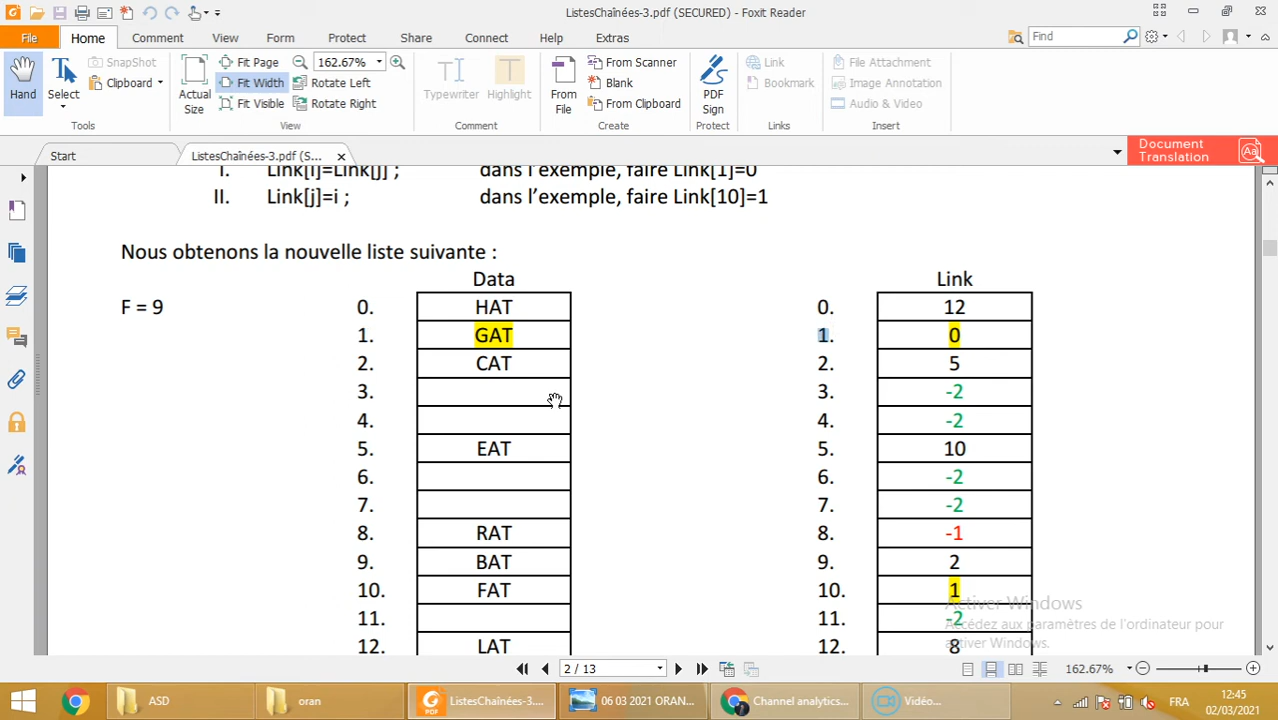 ListesChaînées-3.pdf (SECURED) - Foxit Reader
File Home Comment View Form Protect Share Connect Help Extras Find
Hand
Select
SnapShot
Clipboard
Tools
Actual Size
Fit Page
Fit Width
Fit Visible
162.67%
Rotate Left
Rotate Right
View
Typewriter
Highlight
Comment
From File
From Scanner
Blank
From Clipboard
Create
PDF Sign
Protect
Link
Bookmark
Links
File Attachment
Image Annotation
Audio & Video
Insert
Start
ListesChaînées-3.pdf (S...
Document Translation
I. Link[i]=Link[j] ; dans l'exemple, faire Link[1]=0
II. Link[j]=i ; dans l'exemple, faire Link[10]=1
Nous obtenons la nouvelle liste suivante :
Data Link
F = 9 0. HAT 0. 12
1. GAT 1. 0
2. CAT 2. 5
3. 3. -2
4. 4. -2
5. EAT 5. 10
6. 6. -2
7. 7. -2
8. RAT 8. -1
9. BAT 9. 2
10. FAT 10. 1
11. 11. -2
12. LAT 12. 8
Activer Windows
Accédez aux paramètres de l'ordinateur pour
activer Windows.
2 / 13
162.67%
ASD
oran
ListesChaînées-3....
06 03 2021 ORAN...
Channel analytics...
Vidéo...
FRA
12:45
02/03/2021